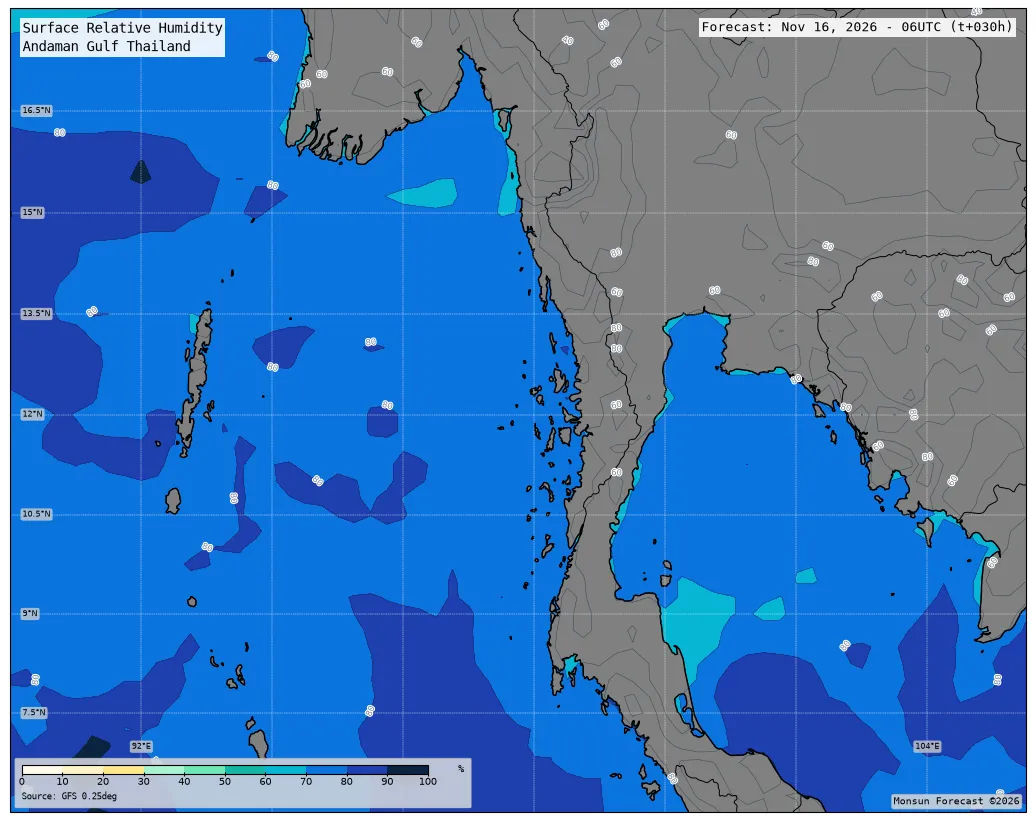 Surface Relative Humidity
Andaman Gulf Thailand
Forecast: Nov 16, 2026 - 06UTC (t+030h)
16.5°N
15°N
13.5°N
12°N
10.5°N
9°N
7.5°N
92°E
104°E
0 10 20 30 40 50 60 70 80 90 100
%
Source: GFS 0.25deg
Monsun Forecast ©2026